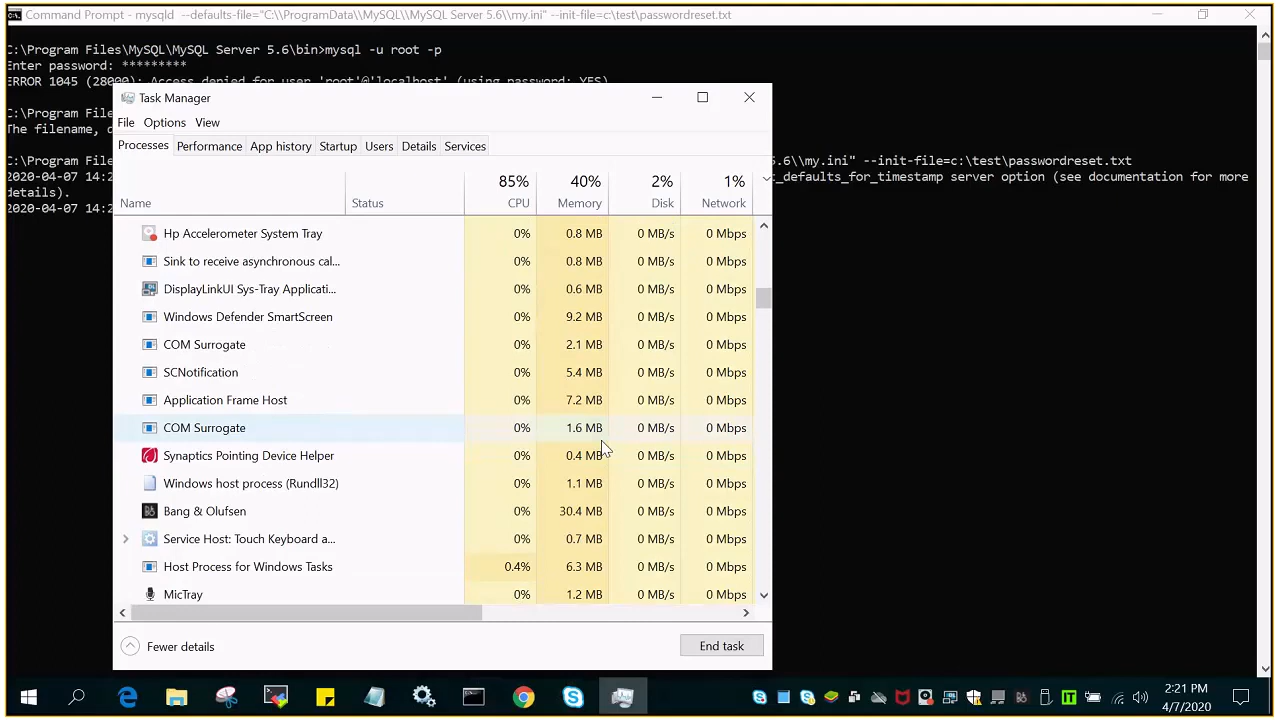 Command Prompt - mysqld --defaults-file="C:\\ProgramData\\MySQL\\MySQL Server 5.6\\my.ini" --init-file=c:\test\passwordreset.txt
C:\Program Files\MySQL\MySQL Server 5.6\bin>mysql -u root -p
Enter password: *********
ERROR 1045 (28000): Access denied for user 'root'@'localhost' (using password: YES)
C:\Program Fil
The filename,
C:\Program Fil 5.6\\my.ini" --init-file=c:\test\passwordreset.txt
2020-04-07 14:2 t_defaults_for_timestamp server option (see documentation for more
details).
2020-04-07 14:2
Task Manager
File Options View
Processes Performance App history Startup Users Details Services
85% 40% 2% 1%
Name Status CPU Memory Disk Network
Hp Accelerometer System Tray 0% 0.8 MB 0 MB/s 0 Mbps
Sink to receive asynchronous cal... 0% 0.8 MB 0 MB/s 0 Mbps
DisplayLinkUI Sys-Tray Applicati... 0% 0.6 MB 0 MB/s 0 Mbps
Windows Defender SmartScreen 0% 9.2 MB 0 MB/s 0 Mbps
COM Surrogate 0% 2.1 MB 0 MB/s 0 Mbps
SCNotification 0% 5.4 MB 0 MB/s 0 Mbps
Application Frame Host 0% 7.2 MB 0 MB/s 0 Mbps
COM Surrogate 0% 1.6 MB 0 MB/s 0 Mbps
Synaptics Pointing Device Helper 0% 0.4 MB 0 MB/s 0 Mbps
Windows host process (Rundll32) 0% 1.1 MB 0 MB/s 0 Mbps
Bang & Olufsen 0% 30.4 MB 0 MB/s 0 Mbps
Service Host: Touch Keyboard a... 0% 0.7 MB 0 MB/s 0 Mbps
Host Process for Windows Tasks 0.4% 6.3 MB 0 MB/s 0 Mbps
MicTray 0% 1.2 MB 0 MB/s 0 Mbps
Fewer details End task
2:21 PM
4/7/2020